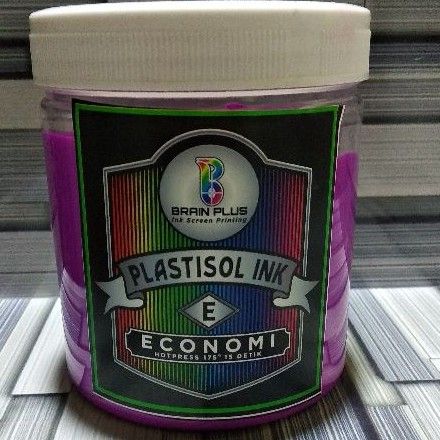 B
BRAIN PLUS
Ink Screen Printing
PLASTISOL INK
E
ECONOMI
HOTPRESS 175° 15 DETIK